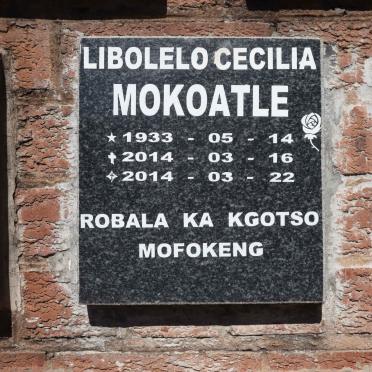 LIBOLELO CECILIA
MOKOATLE
★ 1933 - 05 - 14
✝ 2014 - 03 - 16
✧ 2014 - 03 - 22
ROBALA KA KGOTSO
MOFOKENG